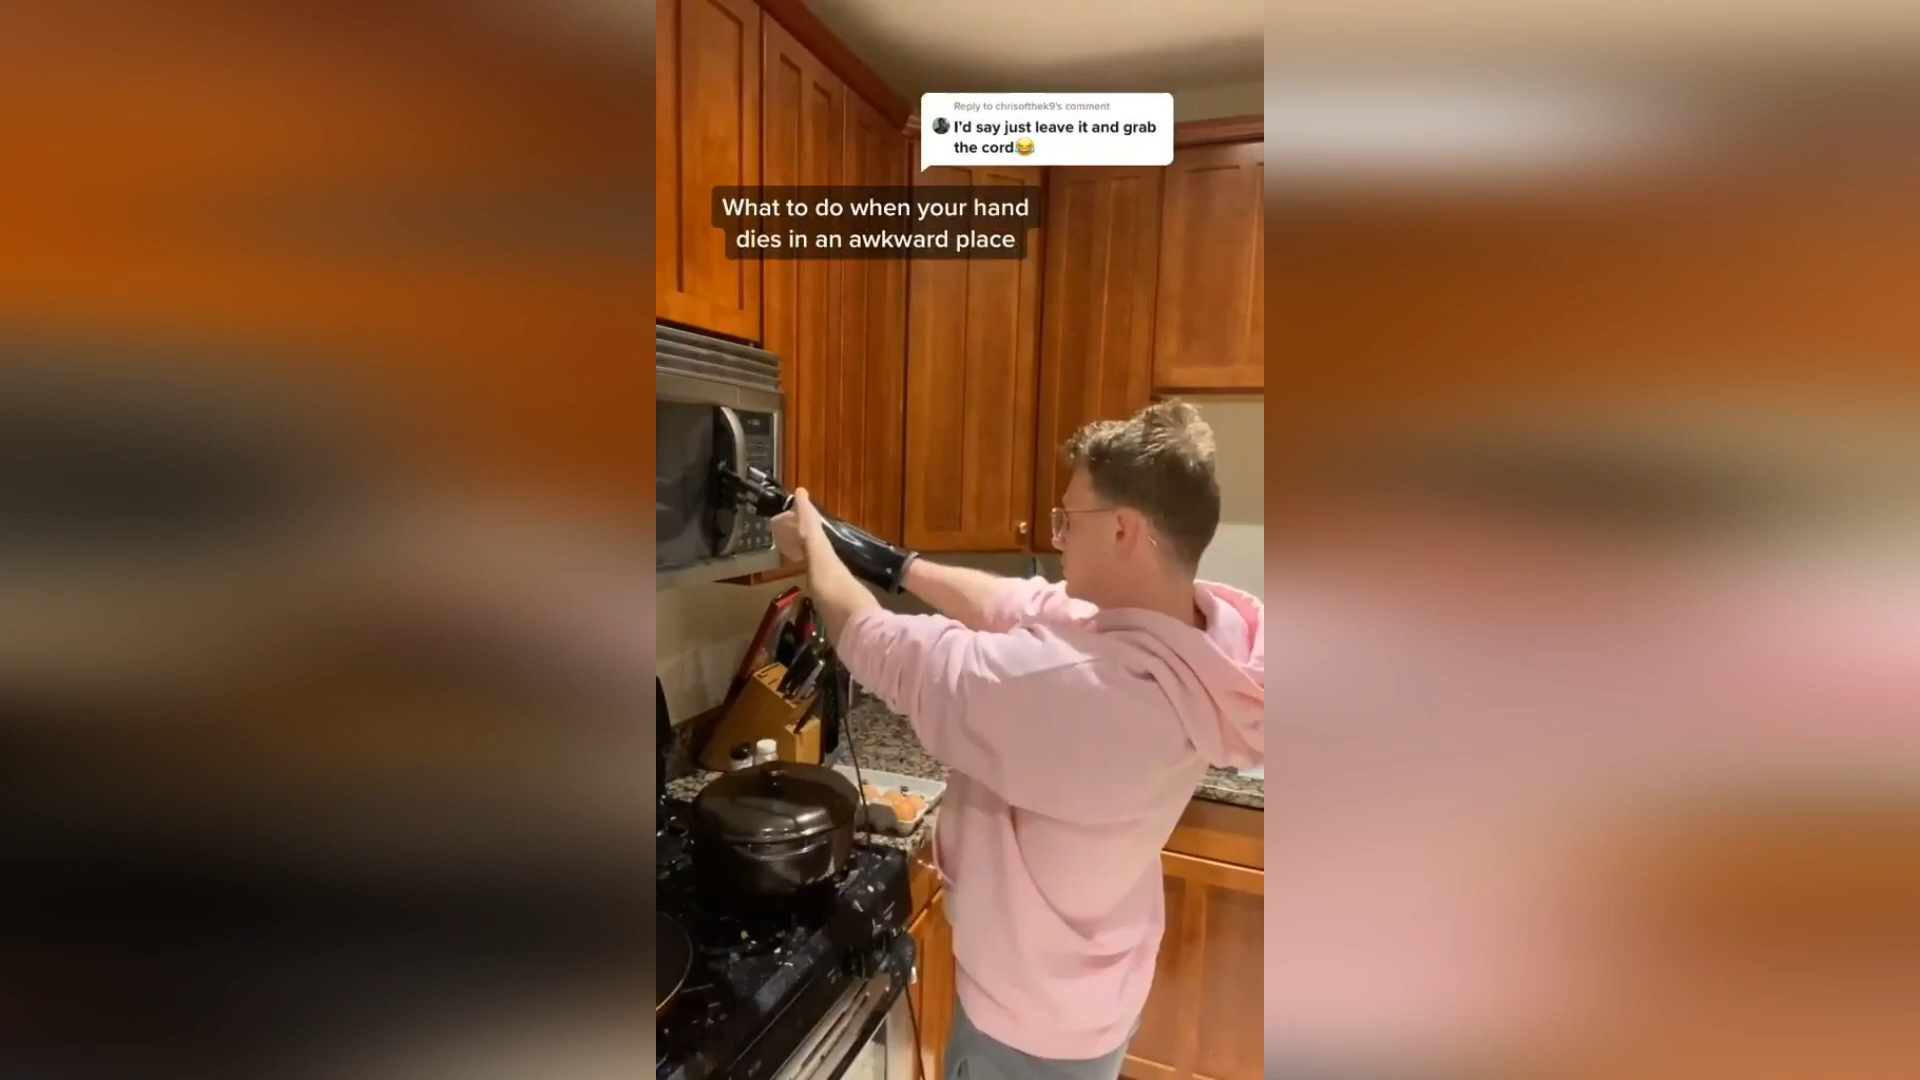 Reply to chrisofthek9's comment
I'd say just leave it and grab
the cord😂
What to do when your hand
dies in an awkward place